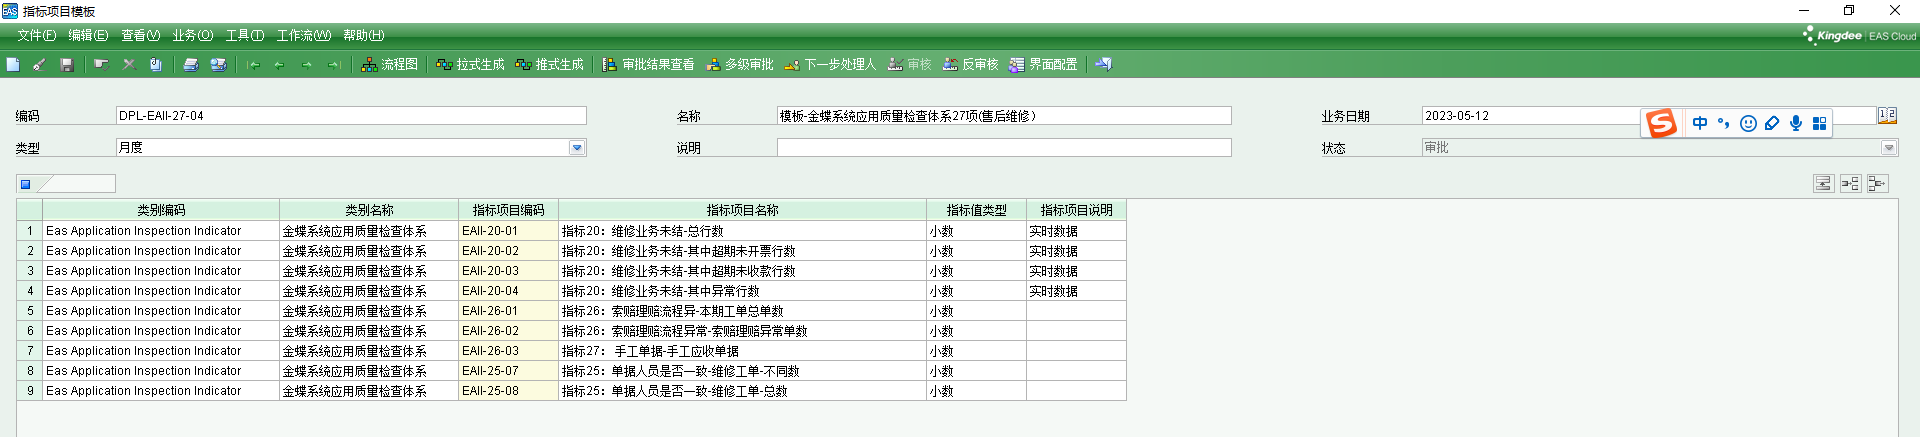 EAS 指标项目模板
文件(F) 编辑(E) 查看(V) 业务(O) 工具(T) 工作流(W) 帮助(H)
Kingdee | EAS Cloud
流程图 拉式生成 推式生成 审批结果查看 多级审批 下一步处理人 审核 反审核 界面配置
编码 DPL-EAII-27-04 名称 模板-金蝶系统应用质量检查体系27项(售后维修) 业务日期 2023-05-12
中
类型 月度 说明 状态 审批
类别编码 类别名称 指标项目编码 指标项目名称 指标值类型 指标项目说明
1 Eas Application Inspection Indicator 金蝶系统应用质量检查体系 EAII-20-01 指标20：维修业务未结-总行数 小数 实时数据
2 Eas Application Inspection Indicator 金蝶系统应用质量检查体系 EAII-20-02 指标20：维修业务未结-其中超期未开票行数 小数 实时数据
3 Eas Application Inspection Indicator 金蝶系统应用质量检查体系 EAII-20-03 指标20：维修业务未结-其中超期未收款行数 小数 实时数据
4 Eas Application Inspection Indicator 金蝶系统应用质量检查体系 EAII-20-04 指标20：维修业务未结-其中异常行数 小数 实时数据
5 Eas Application Inspection Indicator 金蝶系统应用质量检查体系 EAII-26-01 指标26：索赔理赔流程异-本期工单总单数 小数
6 Eas Application Inspection Indicator 金蝶系统应用质量检查体系 EAII-26-02 指标26：索赔理赔流程异常-索赔理赔异常单数 小数
7 Eas Application Inspection Indicator 金蝶系统应用质量检查体系 EAII-26-03 指标27： 手工单据-手工应收单据 小数
8 Eas Application Inspection Indicator 金蝶系统应用质量检查体系 EAII-25-07 指标25：单据人员是否一致-维修工单-不同数 小数
9 Eas Application Inspection Indicator 金蝶系统应用质量检查体系 EAII-25-08 指标25：单据人员是否一致-维修工单-总数 小数